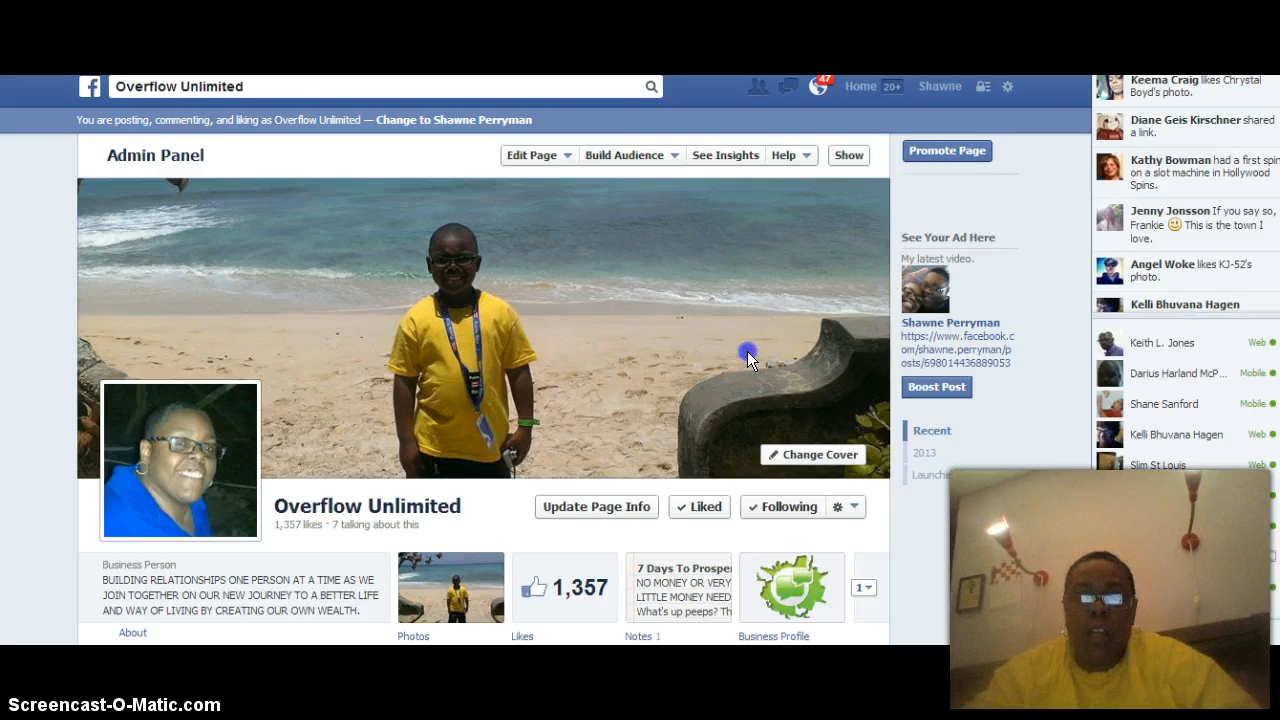 Overflow Unlimited
47
Home 20+ Shawne
You are posting, commenting, and liking as Overflow Unlimited — Change to Shawne Perryman
Admin Panel
Edit Page Build Audience See Insights Help Show
Promote Page
See Your Ad Here
My latest video.
Shawne Perryman
https://www.facebook.c
om/shawne.perryman/p
osts/698014436889053
Boost Post
Recent
2013
Launche
Change Cover
Overflow Unlimited
1,357 likes · 7 talking about this
Update Page Info Liked Following
Business Person
BUILDING RELATIONSHIPS ONE PERSON AT A TIME AS WE
JOIN TOGETHER ON OUR NEW JOURNEY TO A BETTER LIFE
AND WAY OF LIVING BY CREATING OUR OWN WEALTH.
About
Photos
1,357
Likes
7 Days To Prosper
NO MONEY OR VERY
LITTLE MONEY NEED
What's up peeps? Th
Notes 1
Business Profile
1
Keema Craig likes Chrystal
Boyd's photo.
Diane Geis Kirschner shared
a link.
Kathy Bowman had a first spin
on a slot machine in Hollywood
Spins.
Jenny Jonsson If you say so,
Frankie This is the town I
love.
Angel Woke likes KJ-52's
photo.
Kelli Bhuvana Hagen
Keith L. Jones Web
Darius Harland McP... Mobile
Shane Sanford Mobile
Kelli Bhuvana Hagen Web
Slim St Louis Web
Screencast-O-Matic.com